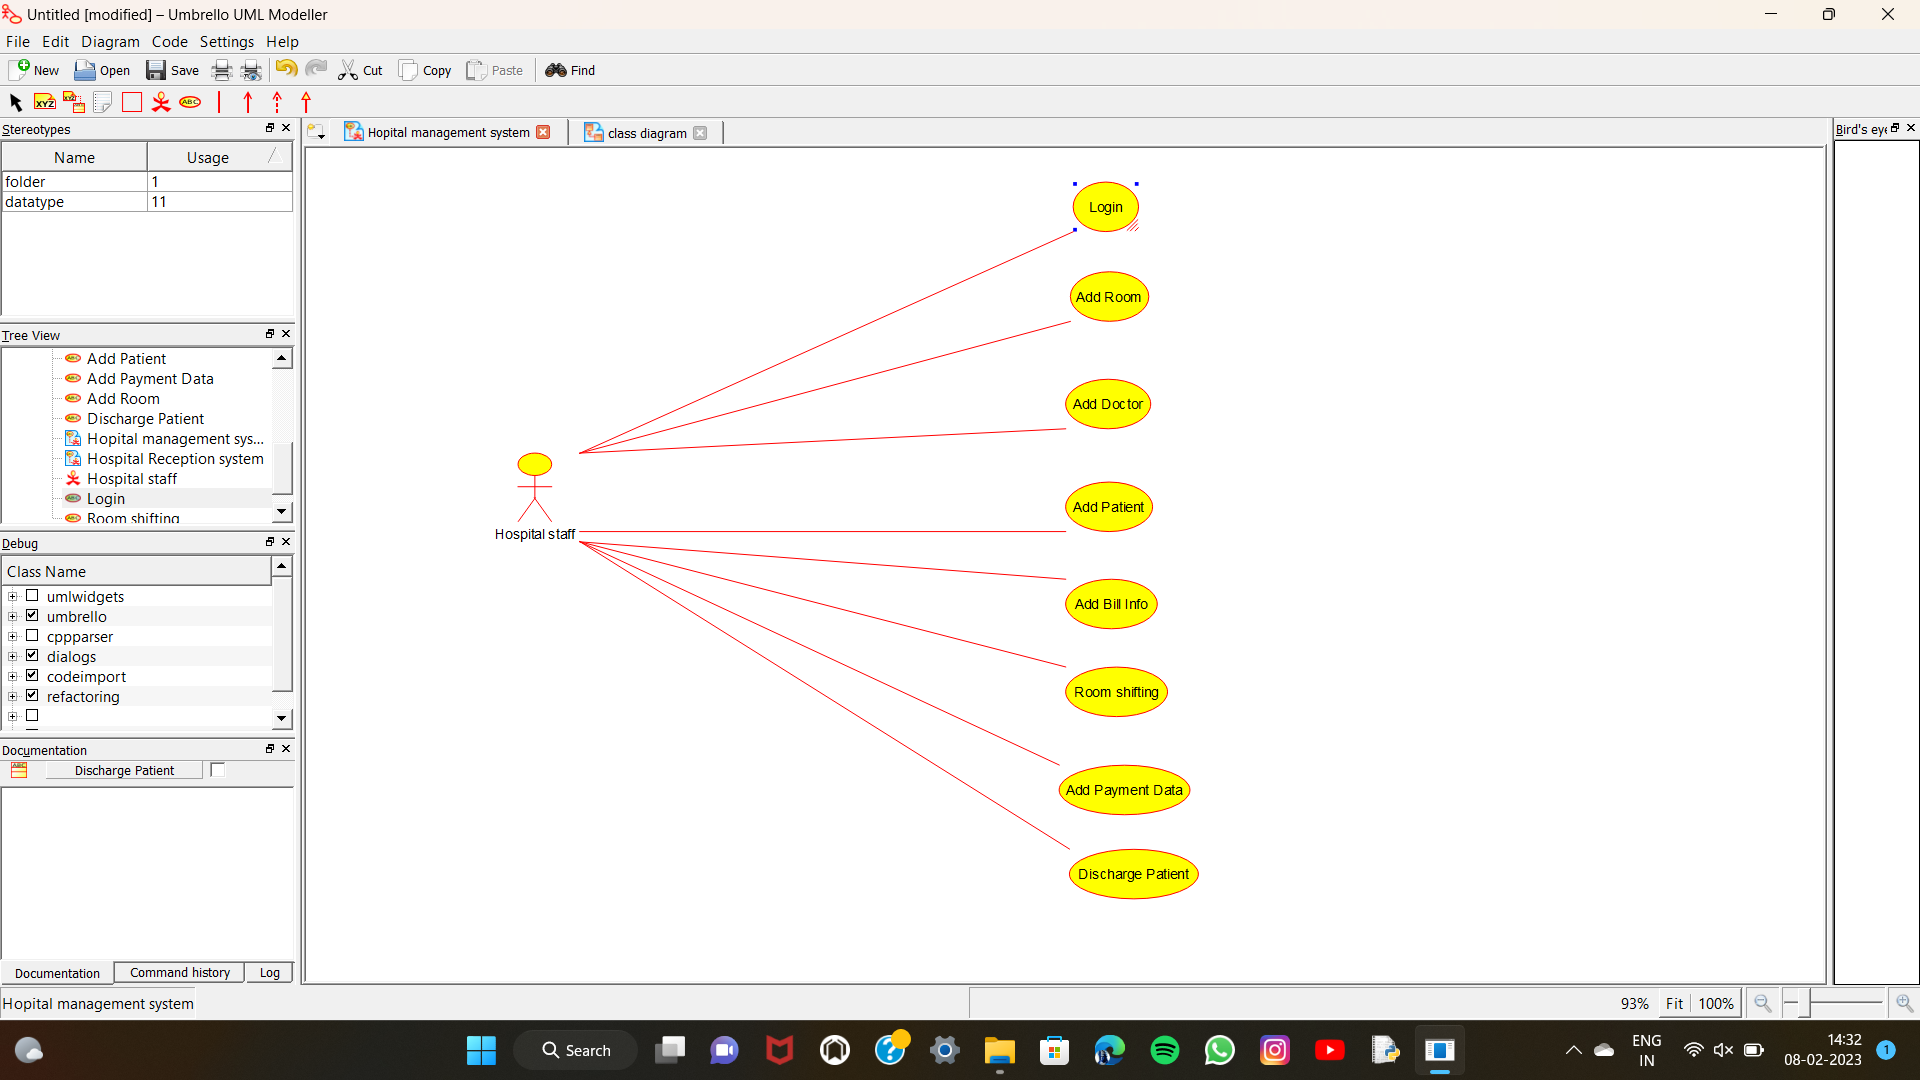 Untitled [modified] – Umbrello UML Modeller
File Edit Diagram Code Settings Help
New Open Save Cut Copy Paste Find
XYZ XYZ ABC
Stereotypes
Name Usage
folder 1
datatype 11
Tree View
Add Patient
Add Payment Data
Add Room
Discharge Patient
Hopital management sys...
Hospital Reception system
Hospital staff
Login
Room shifting
Debug
Class Name
umlwidgets
umbrello
cppparser
dialogs
codeimport
refactoring
Documentation
Discharge Patient
Documentation Command history Log
Hopital management system class diagram
Login
Add Room
Add Doctor
Hospital staff
Add Patient
Add Bill Info
Room shifting
Add Payment Data
Discharge Patient
Bird's eye
Hopital management system
93% Fit 100%
Search
ENG
IN
14:32
08-02-2023
1